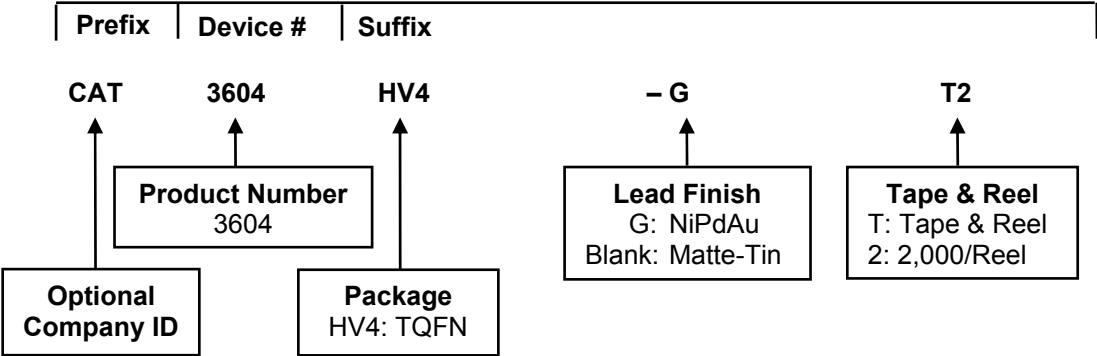 Prefix Device # Suffix
CAT 3604 HV4 – G T2
Product Number
3604
Lead Finish
G: NiPdAu
Blank: Matte-Tin
Tape & Reel
T: Tape & Reel
2: 2,000/Reel
Optional
Company ID
Package
HV4: TQFN